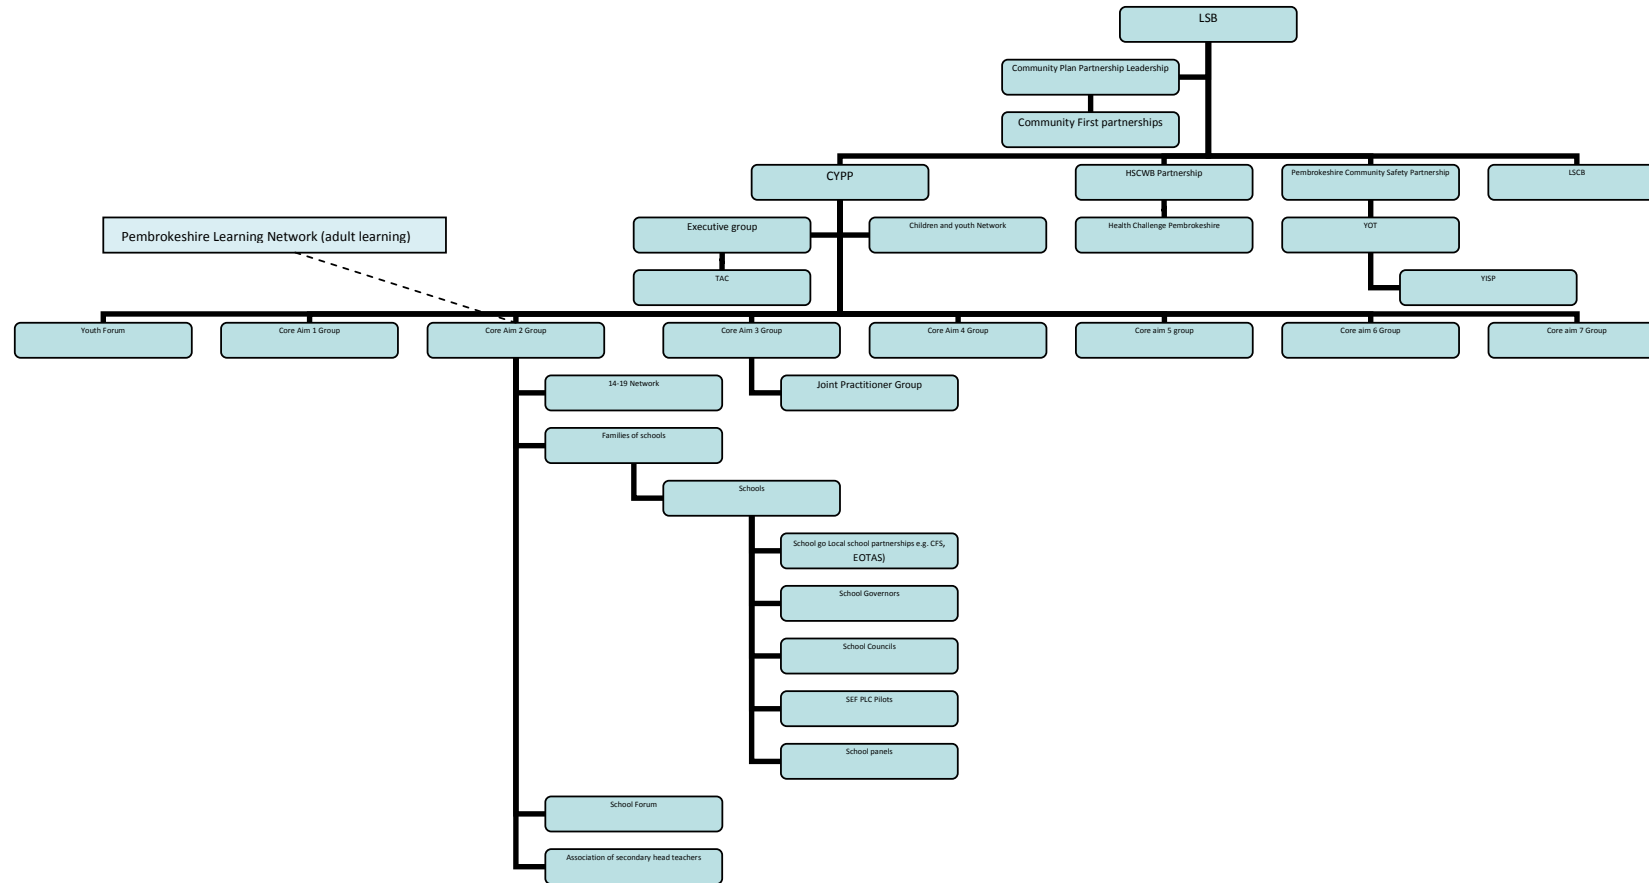 LSB
Community Plan Partnership Leadership
Community First partnerships
CYPP
HSCWB Partnership
Pembrokeshire Community Safety Partnership
LSCB
Pembrokeshire Learning Network (adult learning)
Executive group
Children and youth Network
Health Challenge Pembrokeshire
YOT
TAC
YISP
Youth Forum
Core Aim 1 Group
Core Aim 2 Group
Core Aim 3 Group
Core Aim 4 Group
Core aim 5 group
Core aim 6 Group
Core aim 7 Group
14-19 Network
Joint Practitioner Group
Families of schools
Schools
School go Local school partnerships e.g. CFS,
EOTAS)
School Governors
School Councils
SEF PLC Pilots
School panels
School Forum
Association of secondary head teachers